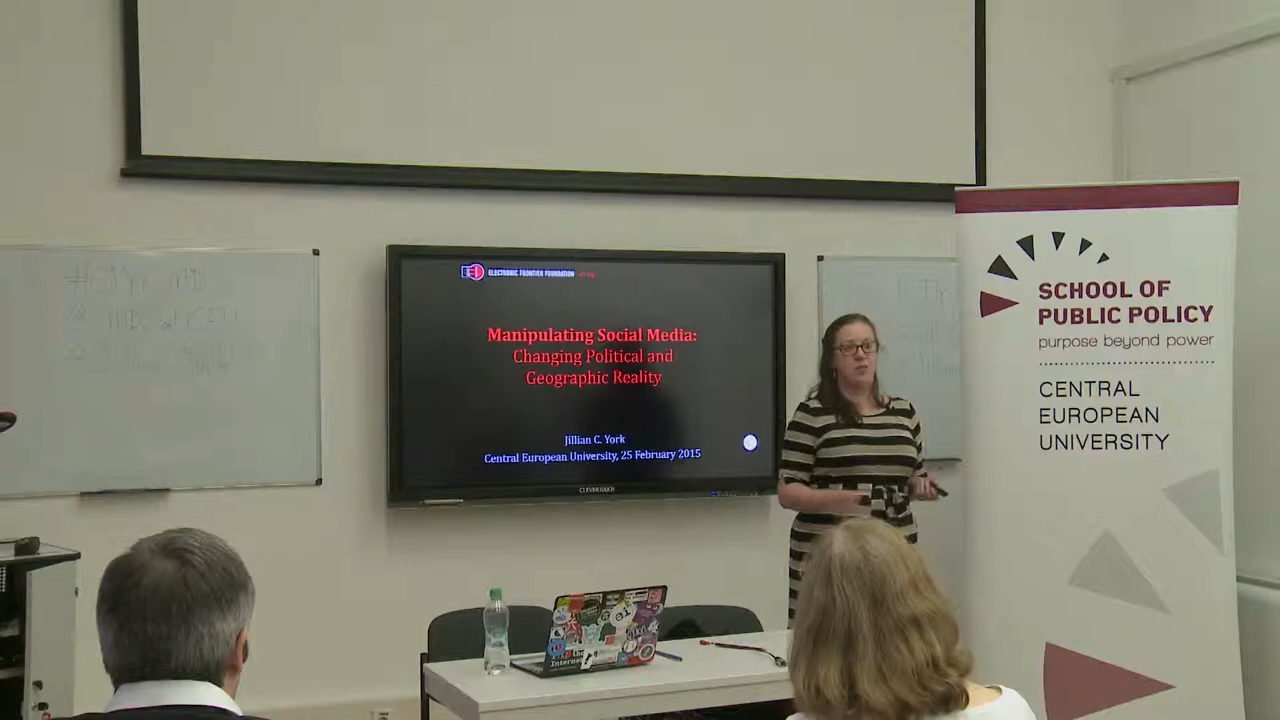 ELECTRONIC FRONTIER FOUNDATION
Manipulating Social Media:
Changing Political and
Geographic Reality
Jillian C. York
Central European University, 25 February 2015
CLEVERTOUCH
SCHOOL OF
PUBLIC POLICY
purpose beyond power
CENTRAL
EUROPEAN
UNIVERSITY